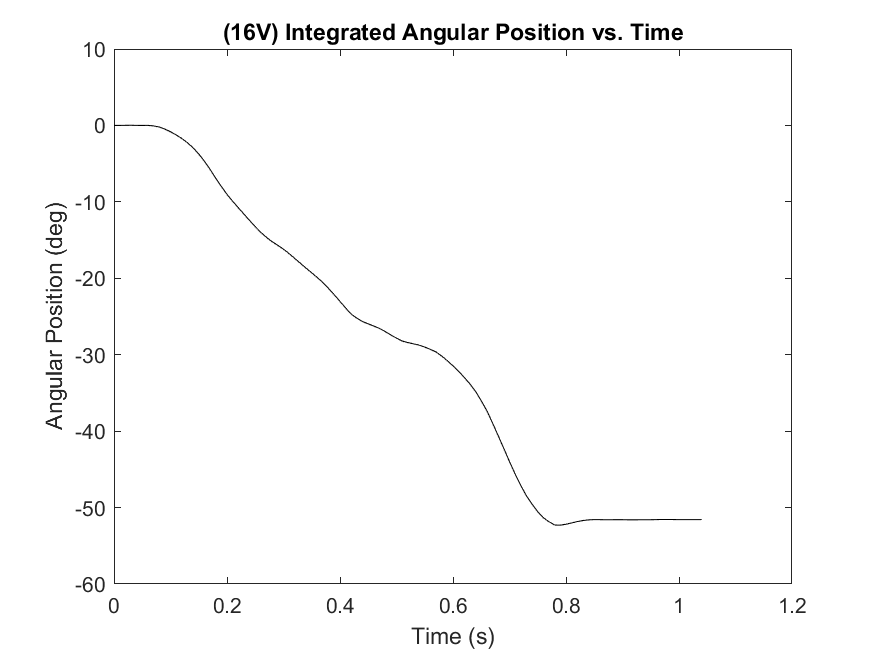 (16V) Integrated Angular Position vs. Time
10
0
-10
-20
-30
-40
-50
-60
Angular Position (deg)
0 0.2 0.4 0.6 0.8 1 1.2
Time (s)